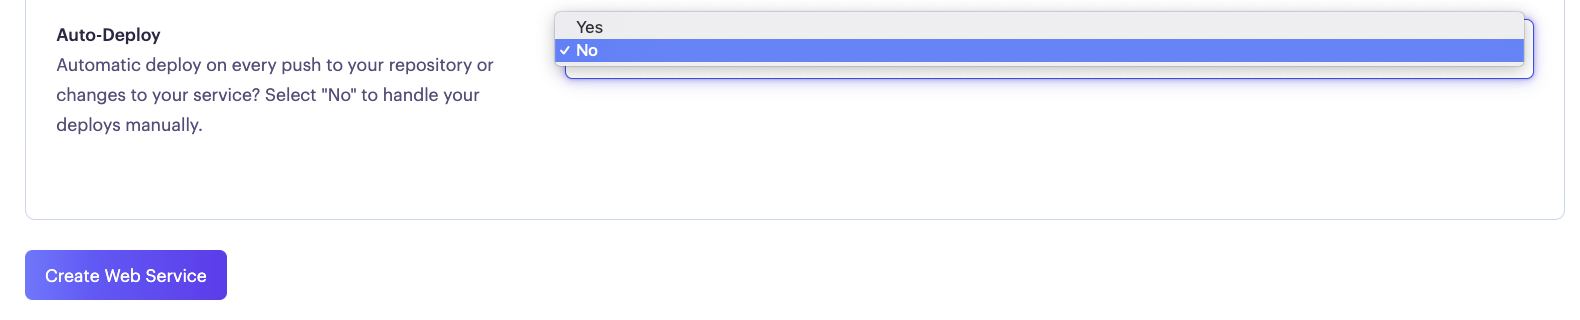 Auto-Deploy
Automatic deploy on every push to your repository or
changes to your service? Select "No" to handle your
deploys manually.
Yes
✓ No
Create Web Service